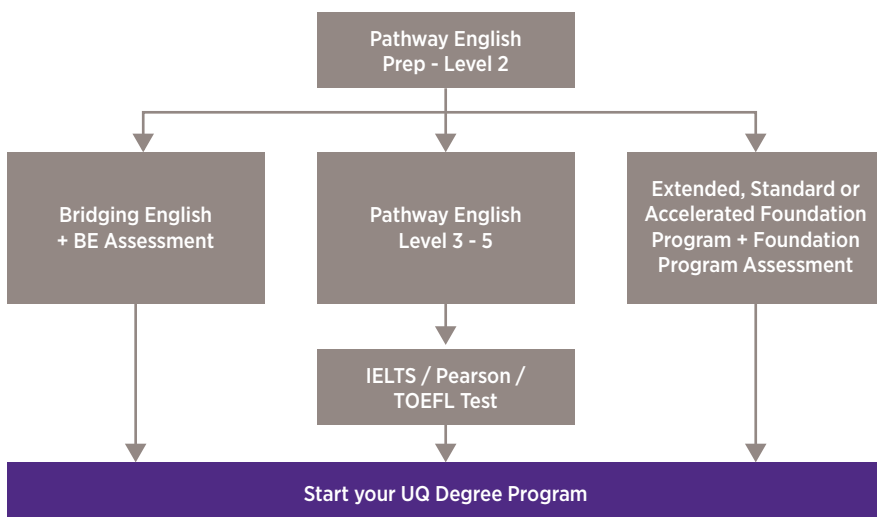 Pathway English
Prep - Level 2
Bridging English
+ BE Assessment
Pathway English
Level 3 - 5
Extended, Standard or
Accelerated Foundation
Program + Foundation
Program Assessment
IELTS / Pearson /
TOEFL Test
Start your UQ Degree Program